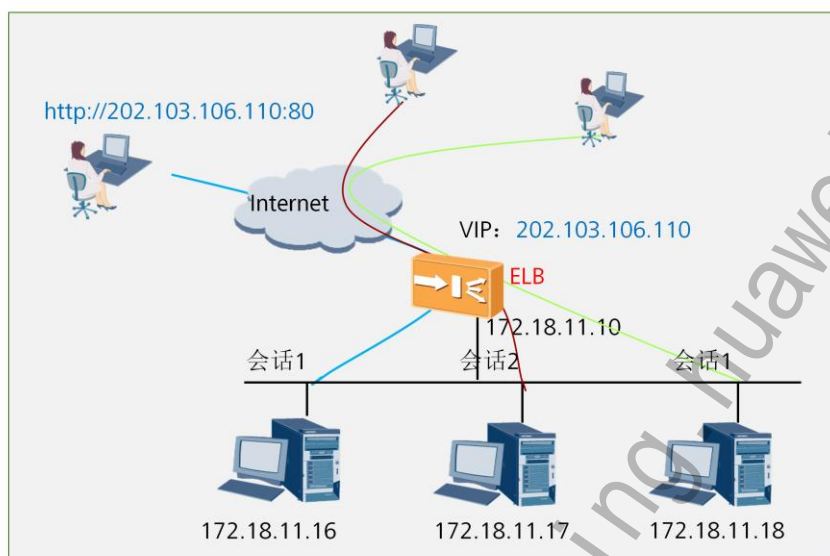 http://202.103.106.110:80
Internet
VIP：202.103.106.110
ELB
172.18.11.10
会话1
会话2
会话1
172.18.11.16
172.18.11.17
172.18.11.18
ing.huawe